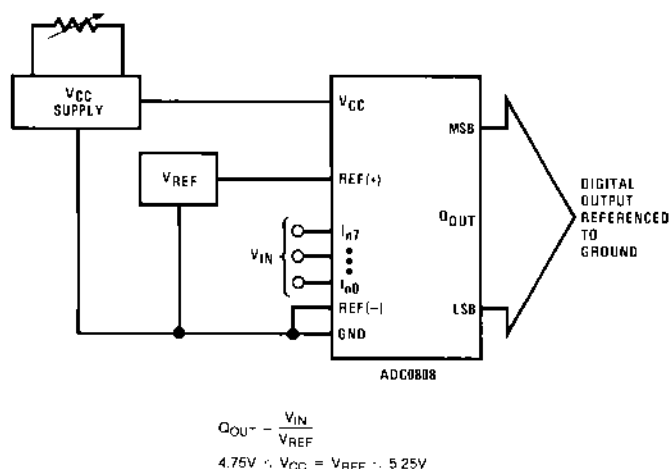 VCC
SUPPLY
VCC
MSB
VREF
REF(+)
DIGITAL
OUTPUT
REFERENCED
TO
GROUND
QOUT
In7
VIN
In0
REF(−)
LSB
GND
ADC0808
QOUT = VIN / VREF
4.75V ≤ VCC = VREF ≤ 5.25V